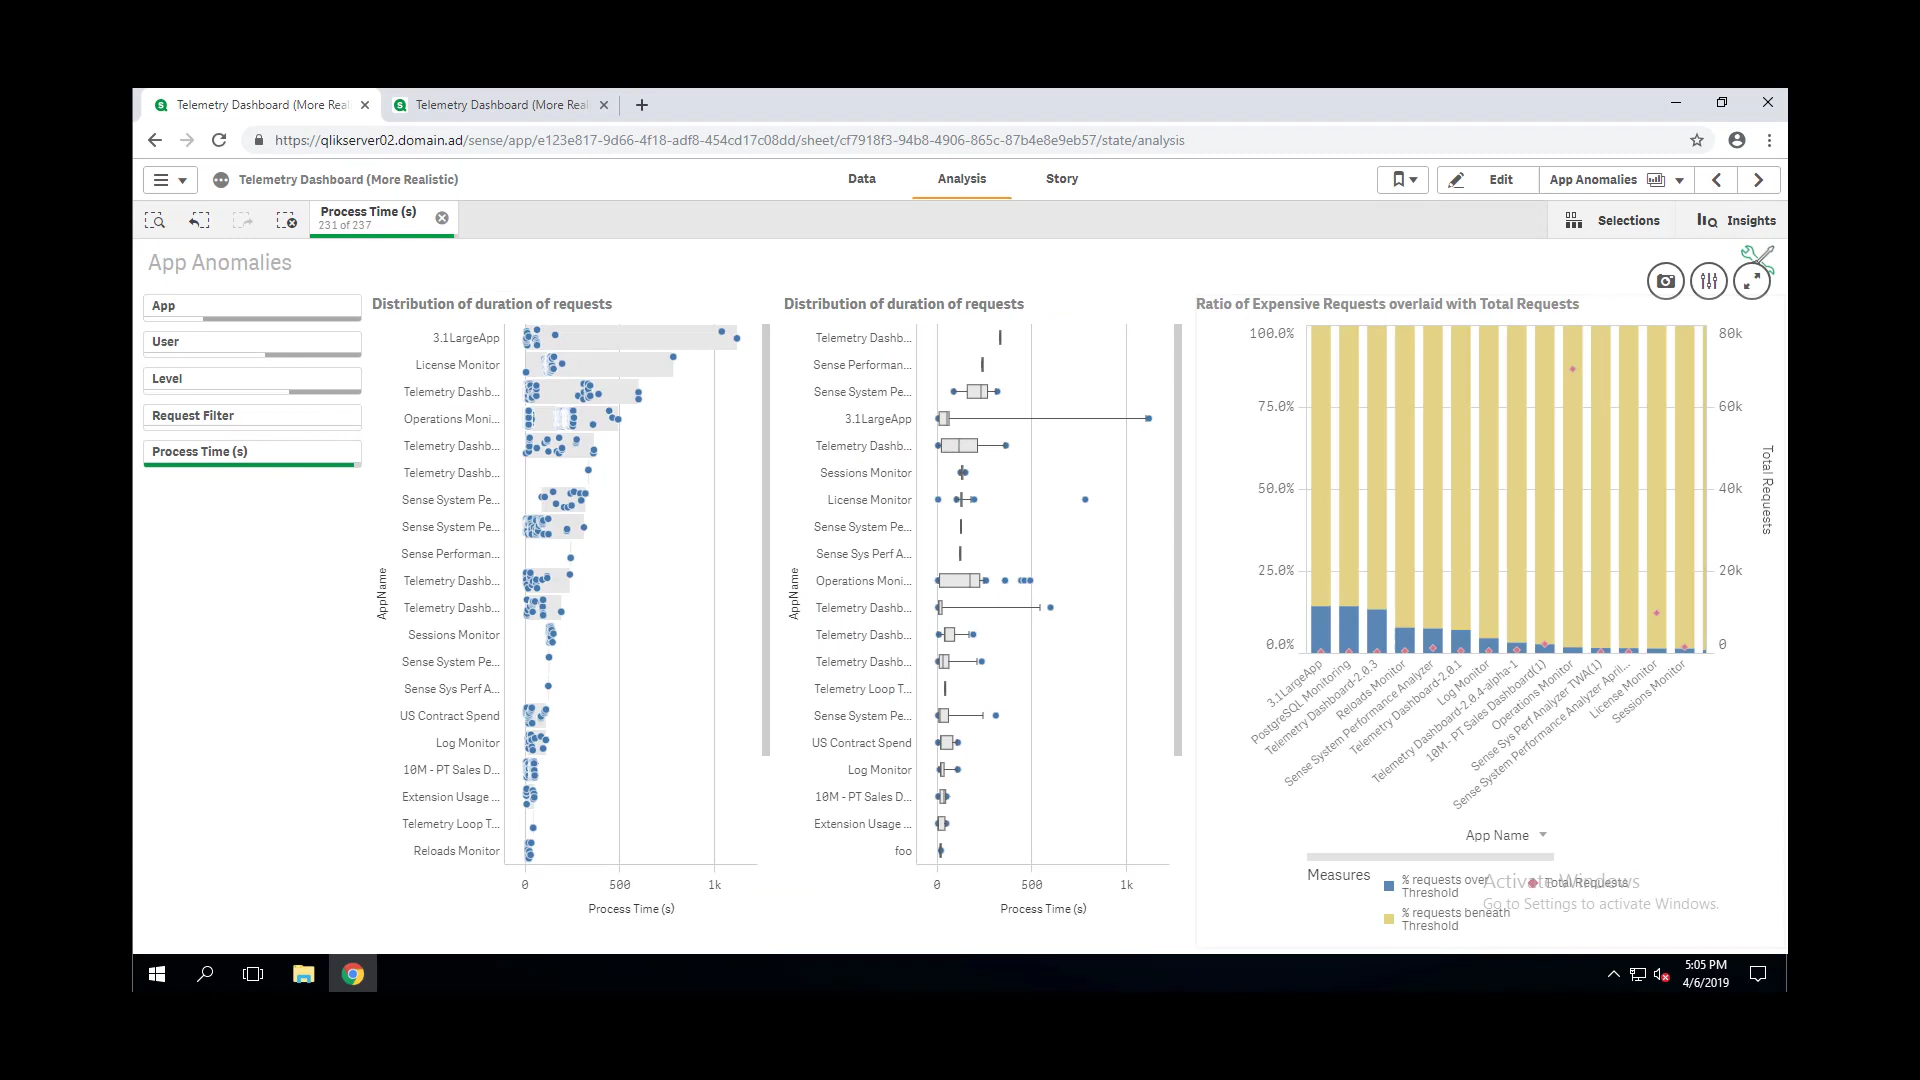 Telemetry Dashboard (More Real
Telemetry Dashboard (More Rea
https://qlikserver02.domain.ad/sense/app/e123e817-9d66-4f18-adf8-454cd17c08dd/sheet/cf7918f3-94b8-4906-865c-87b4e8e9eb57/state/analysis
Telemetry Dashboard (More Realistic)
Data
Analysis
Story
Edit
App Anomalies
Process Time (s)
231 of 237
Selections
Insights
App Anomalies
App
User
Level
Request Filter
Process Time (s)
Distribution of duration of requests
AppName
3.1LargeApp
License Monitor
Telemetry Dashb...
Operations Moni...
Telemetry Dashb...
Telemetry Dashb...
Sense System Pe...
Sense System Pe...
Sense Performan...
Telemetry Dashb...
Telemetry Dashb...
Sessions Monitor
Sense System Pe...
Sense Sys Perf A...
US Contract Spend
Log Monitor
10M - PT Sales D...
Extension Usage ...
Telemetry Loop T...
Reloads Monitor
0 500 1k
Process Time (s)
Distribution of duration of requests
AppName
Telemetry Dashb...
Sense Performan...
Sense System Pe...
3.1LargeApp
Telemetry Dashb...
Sessions Monitor
License Monitor
Sense System Pe...
Sense Sys Perf A...
Operations Moni...
Telemetry Dashb...
Telemetry Dashb...
Telemetry Dashb...
Telemetry Loop T...
Sense System Pe...
US Contract Spend
Log Monitor
10M - PT Sales D...
Extension Usage ...
foo
0 500 1k
Process Time (s)
Ratio of Expensive Requests overlaid with Total Requests
100.0%
75.0%
50.0%
25.0%
0.0%
80k
60k
40k
20k
0
Total Requests
3.1LargeApp
PostgreSQL Monitoring
Telemetry Dashboard-2.0.3
Reloads Monitor
Sense System Performance Analyzer
Telemetry Dashboard-2.0.1
Log Monitor
Telemetry Dashboard-2.0.4-alpha-1
10M - PT Sales Dashboard(1)
Operations Monitor
Sense Sys Perf Analyzer TWA(1)
Sense System Performance Analyzer April...
License Monitor
Sessions Monitor
App Name
Measures
% requests over Threshold
Total Requests
% requests beneath Threshold
Activate Windows
Go to Settings to activate Windows.
5:05 PM
4/6/2019